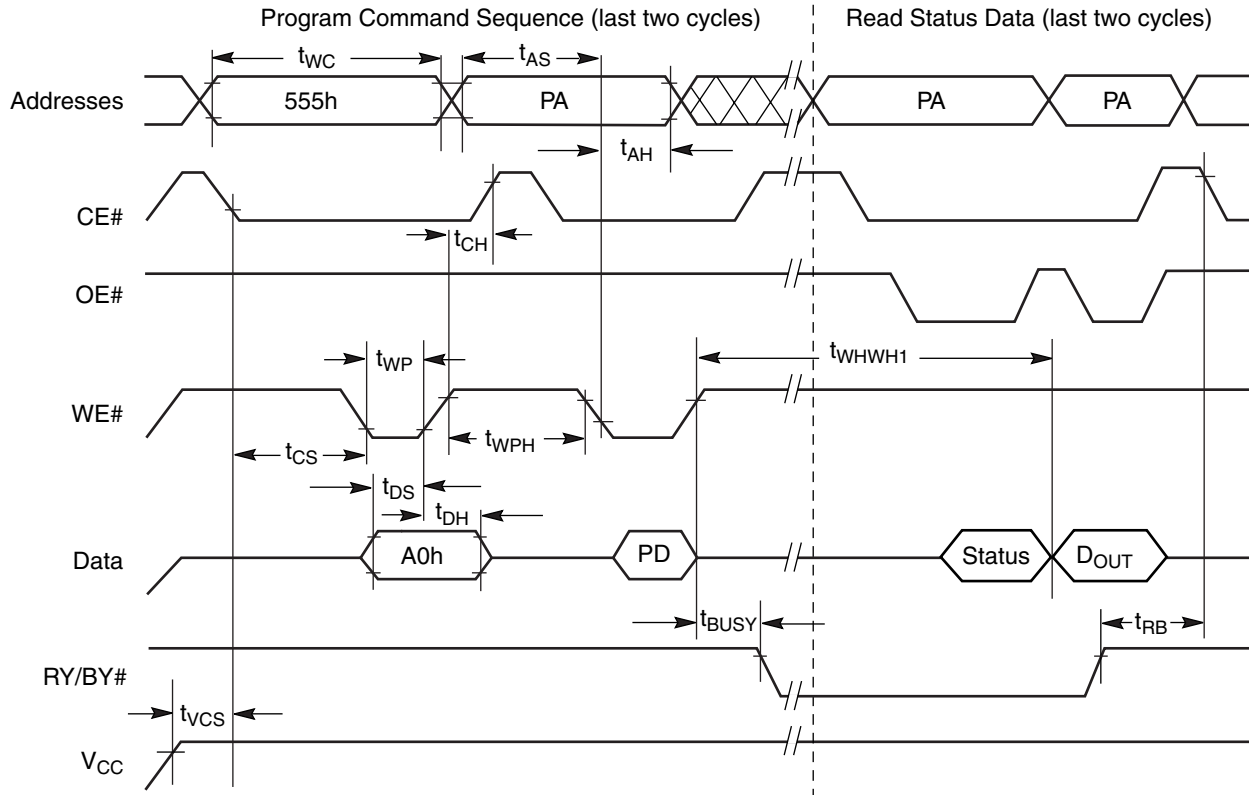 Program Command Sequence (last two cycles)
Read Status Data (last two cycles)
tWC
tAS
Addresses
555h
PA
PA
PA
tAH
CE#
tCH
OE#
tWP
tWHWH1
WE#
tWPH
tCS
tDS
tDH
Data
A0h
PD
Status
DOUT
tBUSY
tRB
RY/BY#
tVCS
VCC